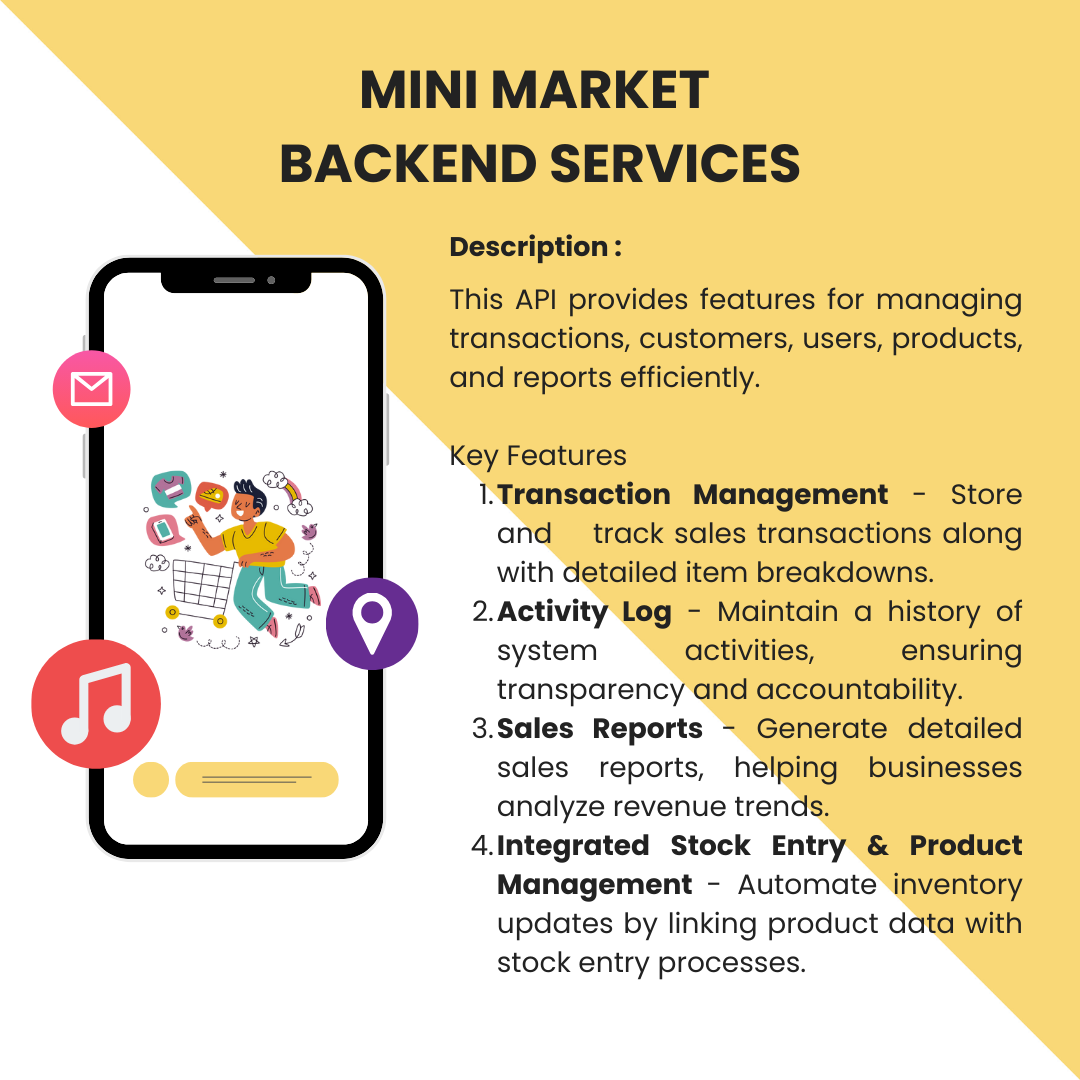 MINI MARKET
BACKEND SERVICES
Description :
This API provides features for managing
transactions, customers, users, products,
and reports efficiently.
Key Features
1. Transaction Management - Store
and track sales transactions along
with detailed item breakdowns.
2. Activity Log - Maintain a history of
system activities, ensuring
transparency and accountability.
3. Sales Reports - Generate detailed
sales reports, helping businesses
analyze revenue trends.
4. Integrated Stock Entry & Product
Management - Automate inventory
updates by linking product data with
stock entry processes.